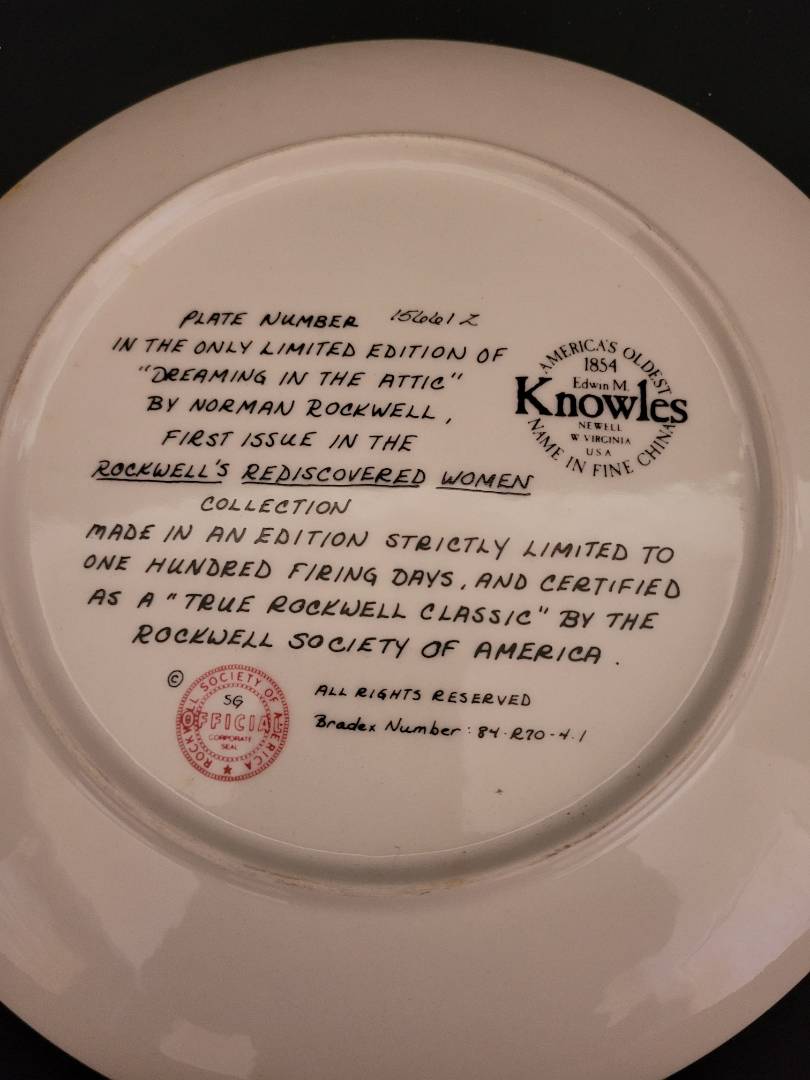 PLATE NUMBER 15661 Z
IN THE ONLY LIMITED EDITION OF
"DREAMING IN THE ATTIC"
BY NORMAN ROCKWELL,
FIRST ISSUE IN THE
ROCKWELL'S REDISCOVERED WOMEN
COLLECTION
MADE IN AN EDITION STRICTLY LIMITED TO
ONE HUNDRED FIRING DAYS, AND CERTIFIED
AS A "TRUE ROCKWELL CLASSIC" BY THE
ROCKWELL SOCIETY OF AMERICA.
AMERICA'S OLDEST
1854
Edwin M.
Knowles
NEWELL
W VIRGINIA
USA
NAME IN FINE CHINA
©
ROCKWELL SOCIETY OF AMERICA
SG
OFFICIAL
CORPORATE
SEAL
ALL RIGHTS RESERVED
Bradex Number: 84-R70-4.1